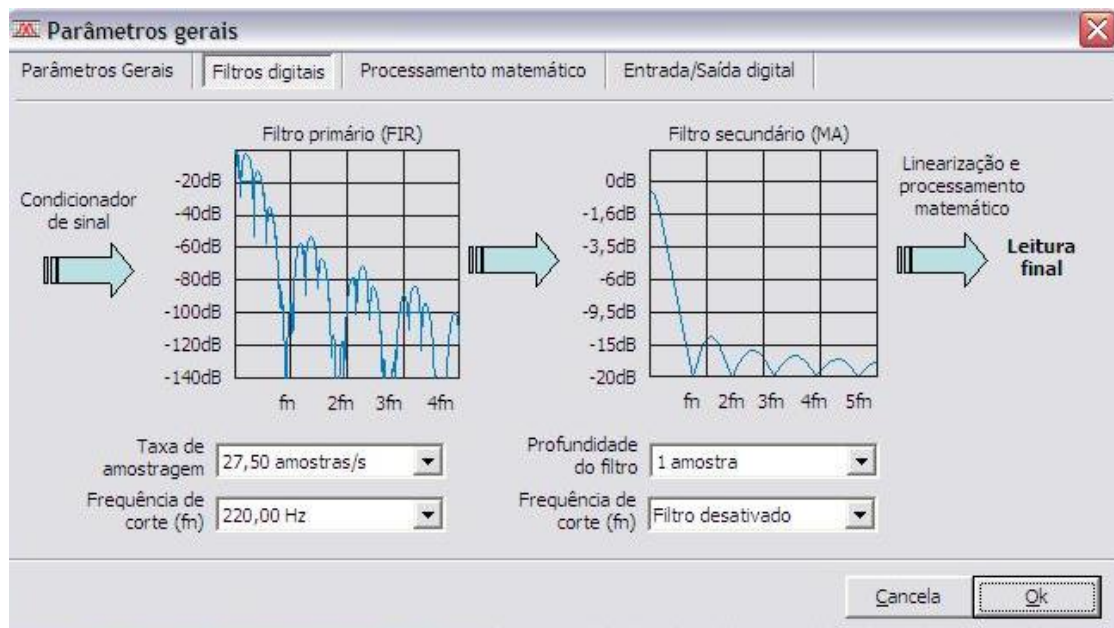 Parâmetros gerais
Parâmetros Gerais
Filtros digitais
Processamento matemático
Entrada/Saída digital
Condicionador
de sinal
Filtro primário (FIR)
-20dB
-40dB
-60dB
-80dB
-100dB
-120dB
-140dB
fn 2fn 3fn 4fn
Filtro secundário (MA)
0dB
-1,6dB
-3,5dB
-6dB
-9,5dB
-15dB
-20dB
fn 2fn 3fn 4fn 5fn
Linearização e
processamento
matemático
Leitura
final
Taxa de
amostragem
27,50 amostras/s
Frequência de
corte (fn)
220,00 Hz
Profundidade
do filtro
1 amostra
Frequência de
corte (fn)
Filtro desativado
Cancela
Ok